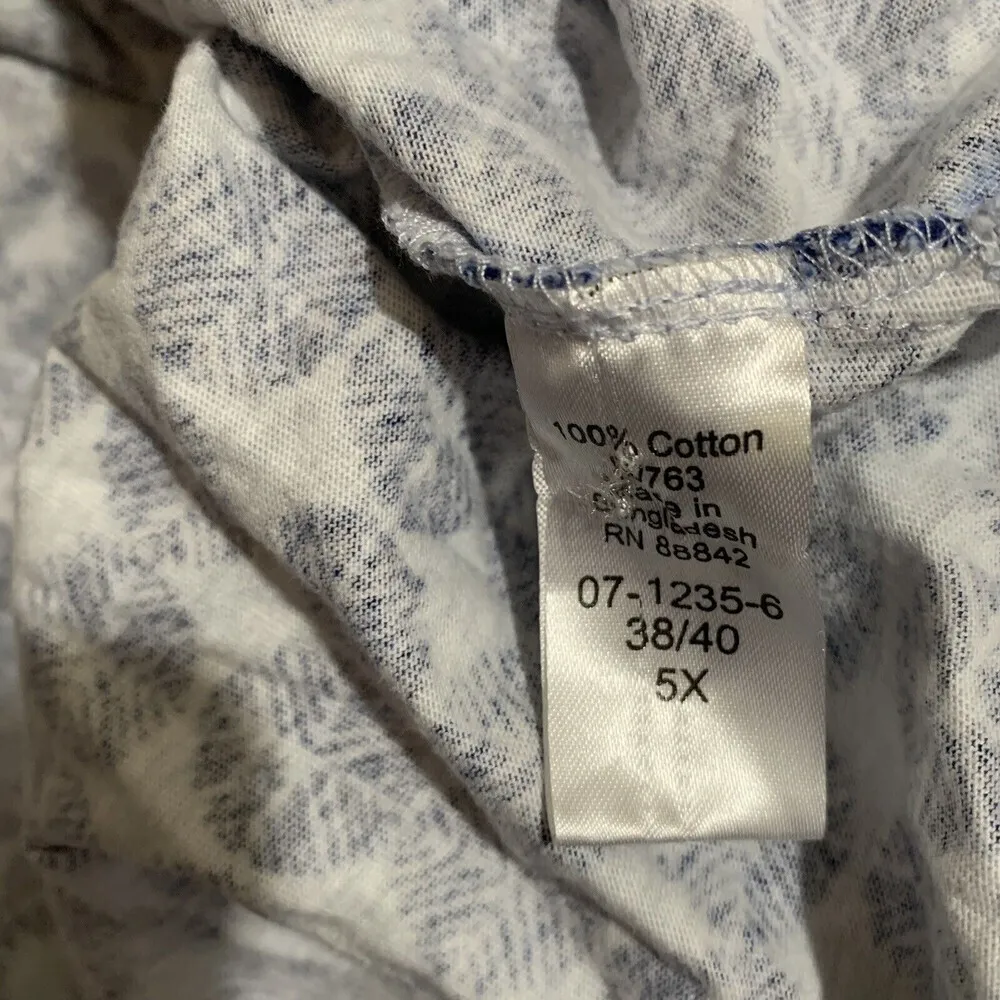 100% Cotton
Made in
Bangladesh
RN 88842
07-1235-6
38/40
5X